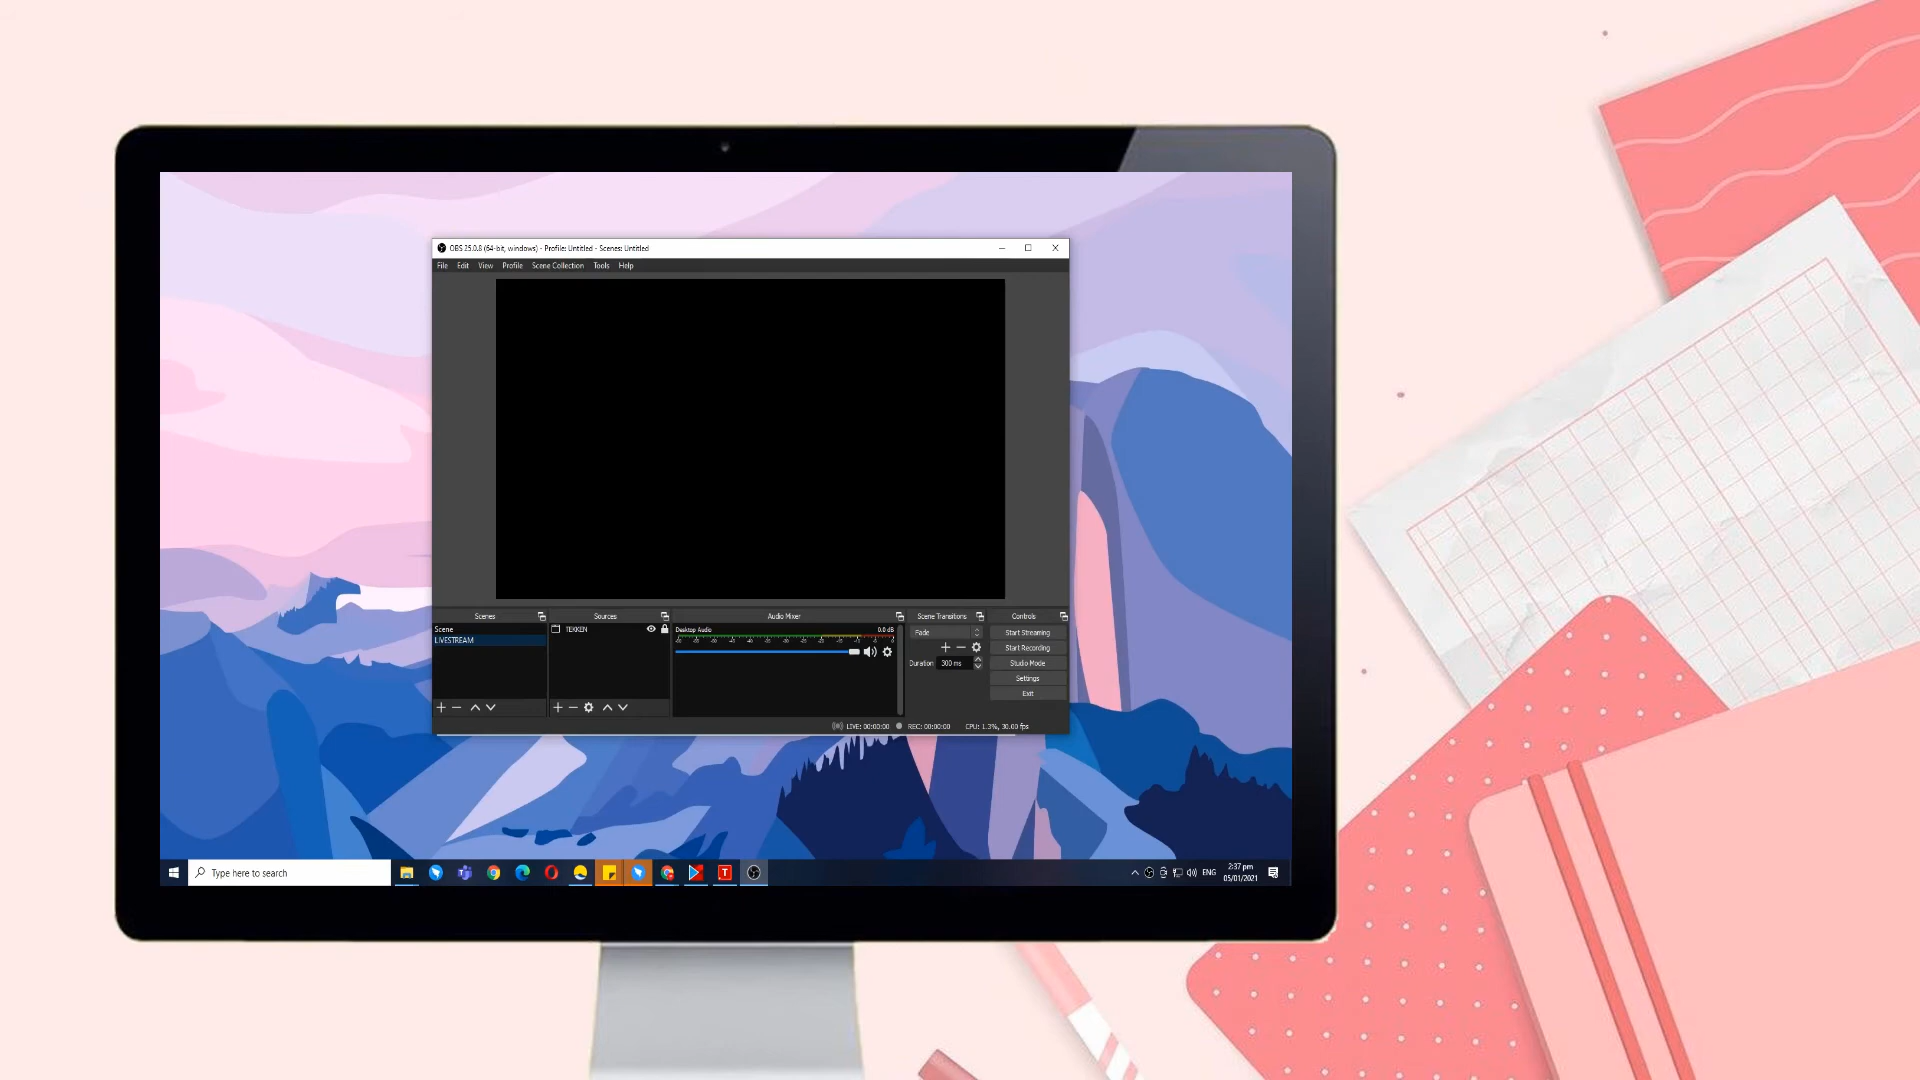 OBS 25.0.8 (64-bit, windows) - Profile: Untitled - Scenes: Untitled
File Edit View Profile Scene Collection Tools Help
Scenes
Scene
LIVESTREAM
Sources
TEKKEN
Audio Mixer
Desktop Audio 0.0 dB
Scene Transitions
Fade
Duration 300 ms
Controls
Start Streaming
Start Recording
Studio Mode
Settings
Exit
LIVE: 00:00:00 REC: 00:00:00 CPU: 1.3%, 30.00 fps
Type here to search
T
ENG
2:37 pm
05/01/2021